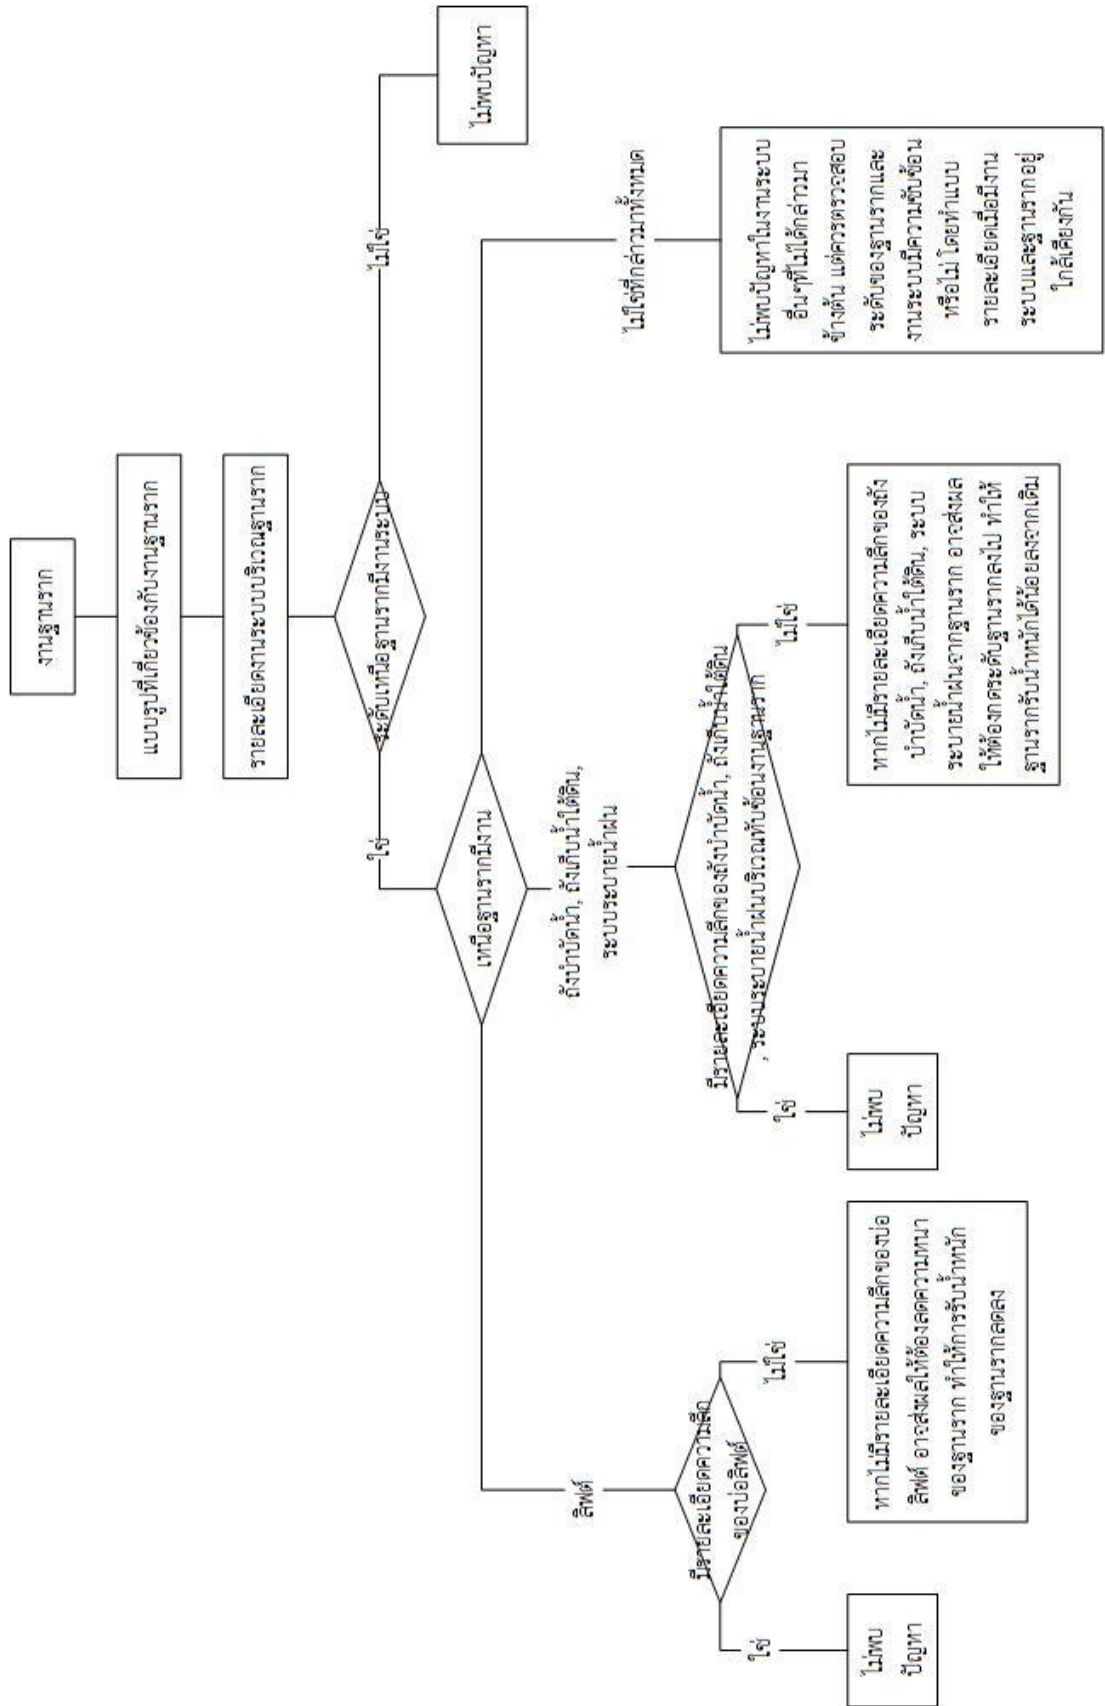 งานฐานราก
แบบรูปที่เกี่ยวข้องกับงานฐานราก
รายละเอียดงานระบบบริเวณฐานราก
ระดับเหนือฐานรากมีงานระบบ
ใช่
ไม่ใช่
ไม่พบปัญหา
เหนือฐานรากมีงาน
ลิฟต์
ถังบำบัดน้ำ, ถังเก็บน้ำใต้ดิน,
ระบบระบายน้ำฝน
ไม่ใช่ที่กล่าวมาทั้งหมด
มีรายละเอียดความลึก
ของบ่อลิฟต์
ใช่
ไม่ใช่
ไม่พบ
ปัญหา
หากไม่มีรายละเอียดความลึกของบ่อ
ลิฟต์ อาจส่งผลให้ต้องลดความหนา
ของฐานราก ทำให้การรับน้ำหนัก
ของฐานรากลดลง
มีรายละเอียดความลึกของถังบำบัดน้ำ, ถังเก็บน้ำใต้ดิน
, ระบบระบายน้ำฝนบริเวณทับซ้อนงานฐานราก
ใช่
ไม่ใช่
ไม่พบ
ปัญหา
หากไม่มีรายละเอียดความลึกของถัง
บำบัดน้ำ, ถังเก็บน้ำใต้ดิน, ระบบ
ระบายน้ำฝนจากฐานราก อาจส่งผล
ให้ต้องกดระดับฐานรากลงไป ทำให้
ฐานรากรับน้ำหนักได้น้อยลงจากเดิม
ไม่พบปัญหาในงานระบบ
อื่นๆที่ไม่ได้กล่าวมา
ข้างต้น แต่ควรตรวจสอบ
ระดับของฐานรากและ
งานระบบมีความซับซ้อน
หรือไม่ โดยทำแบบ
รายละเอียดเมื่อมีงาน
ระบบและฐานรากอยู่
ใกล้เคียงกัน